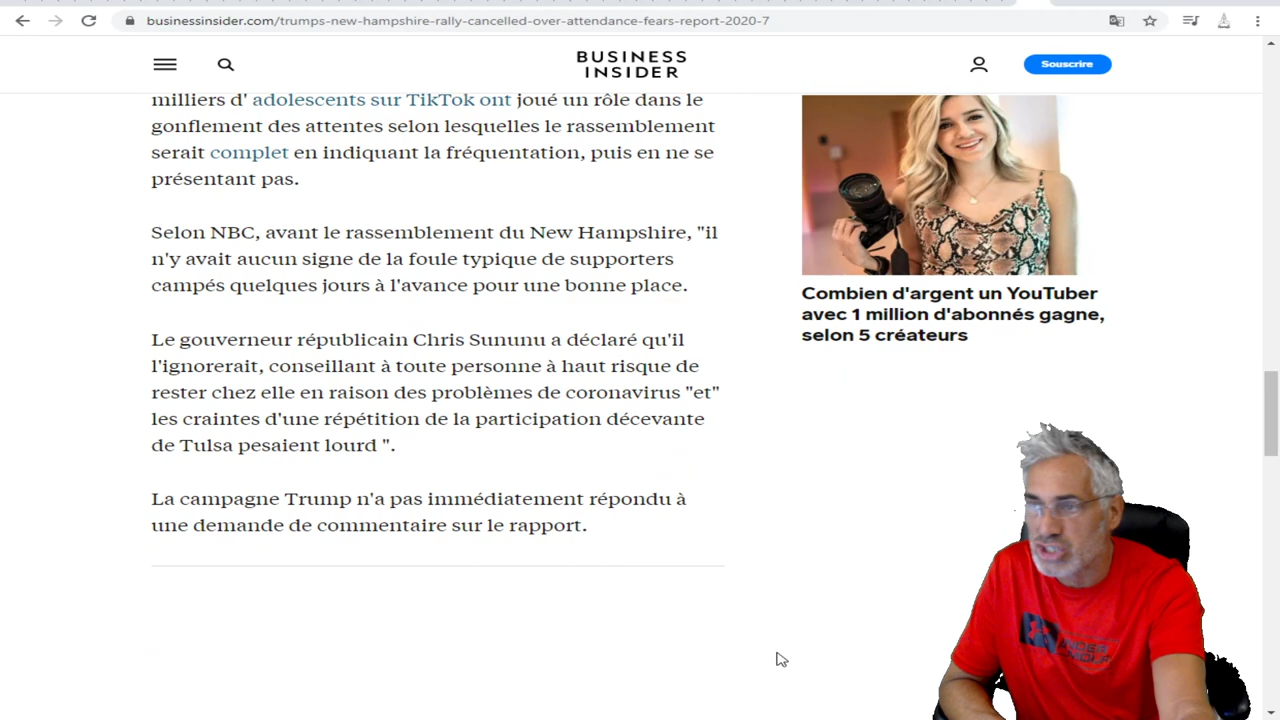 businessinsider.com/trumps-new-hampshire-rally-cancelled-over-attendance-fears-report-2020-7
BUSINESS
INSIDER
Souscrire
milliers d' adolescents sur TikTok ont joué un rôle dans le
gonflement des attentes selon lesquelles le rassemblement
serait complet en indiquant la fréquentation, puis en ne se
présentant pas.
Selon NBC, avant le rassemblement du New Hampshire, "il
n'y avait aucun signe de la foule typique de supporters
campés quelques jours à l'avance pour une bonne place.
Le gouverneur républicain Chris Sununu a déclaré qu'il
l'ignorerait, conseillant à toute personne à haut risque de
rester chez elle en raison des problèmes de coronavirus "et"
les craintes d'une répétition de la participation décevante
de Tulsa pesaient lourd ".
La campagne Trump n'a pas immédiatement répondu à
une demande de commentaire sur le rapport.
Combien d'argent un YouTuber
avec 1 million d'abonnés gagne,
selon 5 créateurs